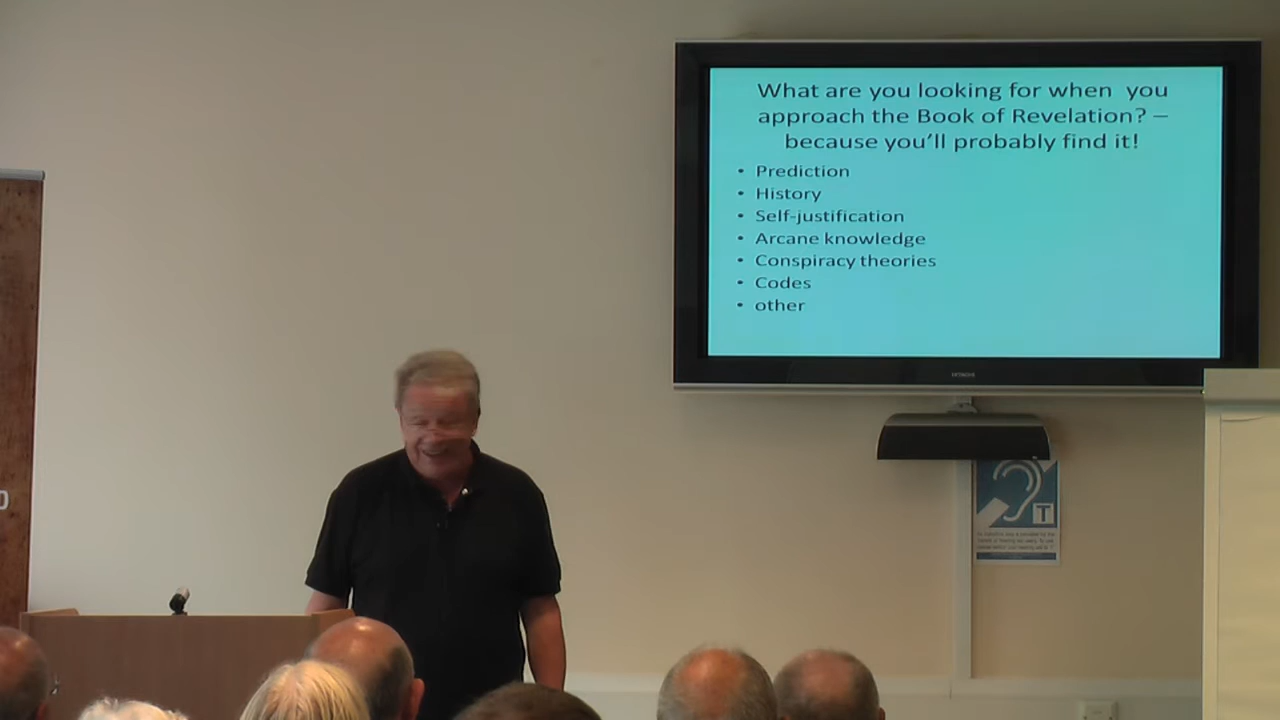 What are you looking for when you
approach the Book of Revelation? –
because you'll probably find it!
• Prediction
• History
• Self-justification
• Arcane knowledge
• Conspiracy theories
• Codes
• other
HITACHI
T